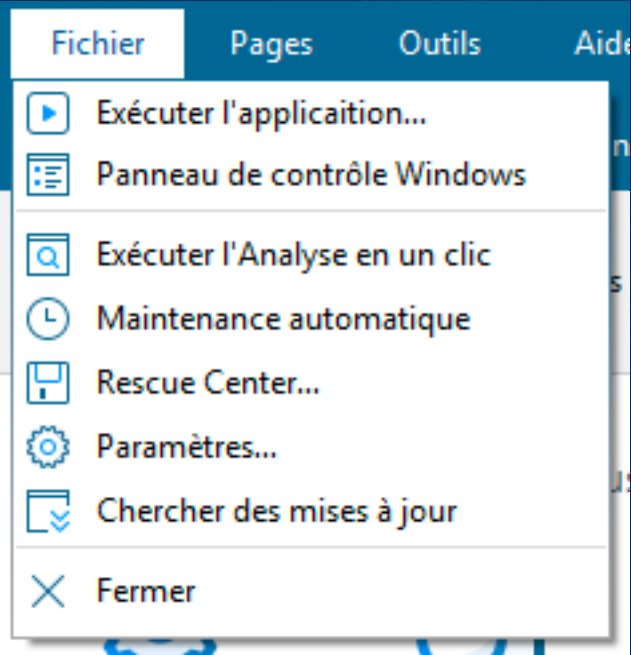 Fichier Pages Outils Aide
Exécuter l'applicaition...
n
Panneau de contrôle Windows
Exécuter l'Analyse en un clic
s
Maintenance automatique
Rescue Center...
Paramètres...
Chercher des mises à jour
Fermer